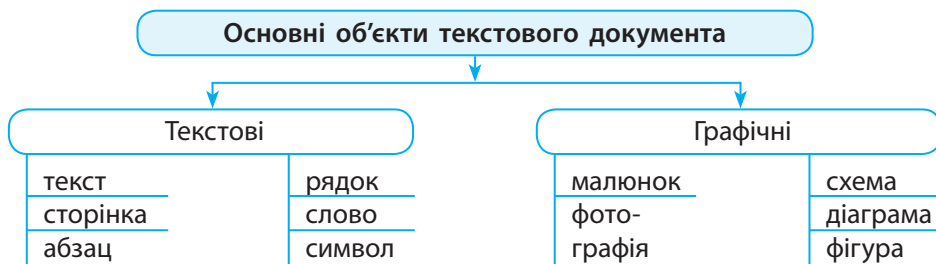 Основні об’єкти текстового документа
Текстові
Графічні
текст
сторінка
абзац
рядок
слово
символ
малюнок
фото-
графія
схема
діаграма
фігура